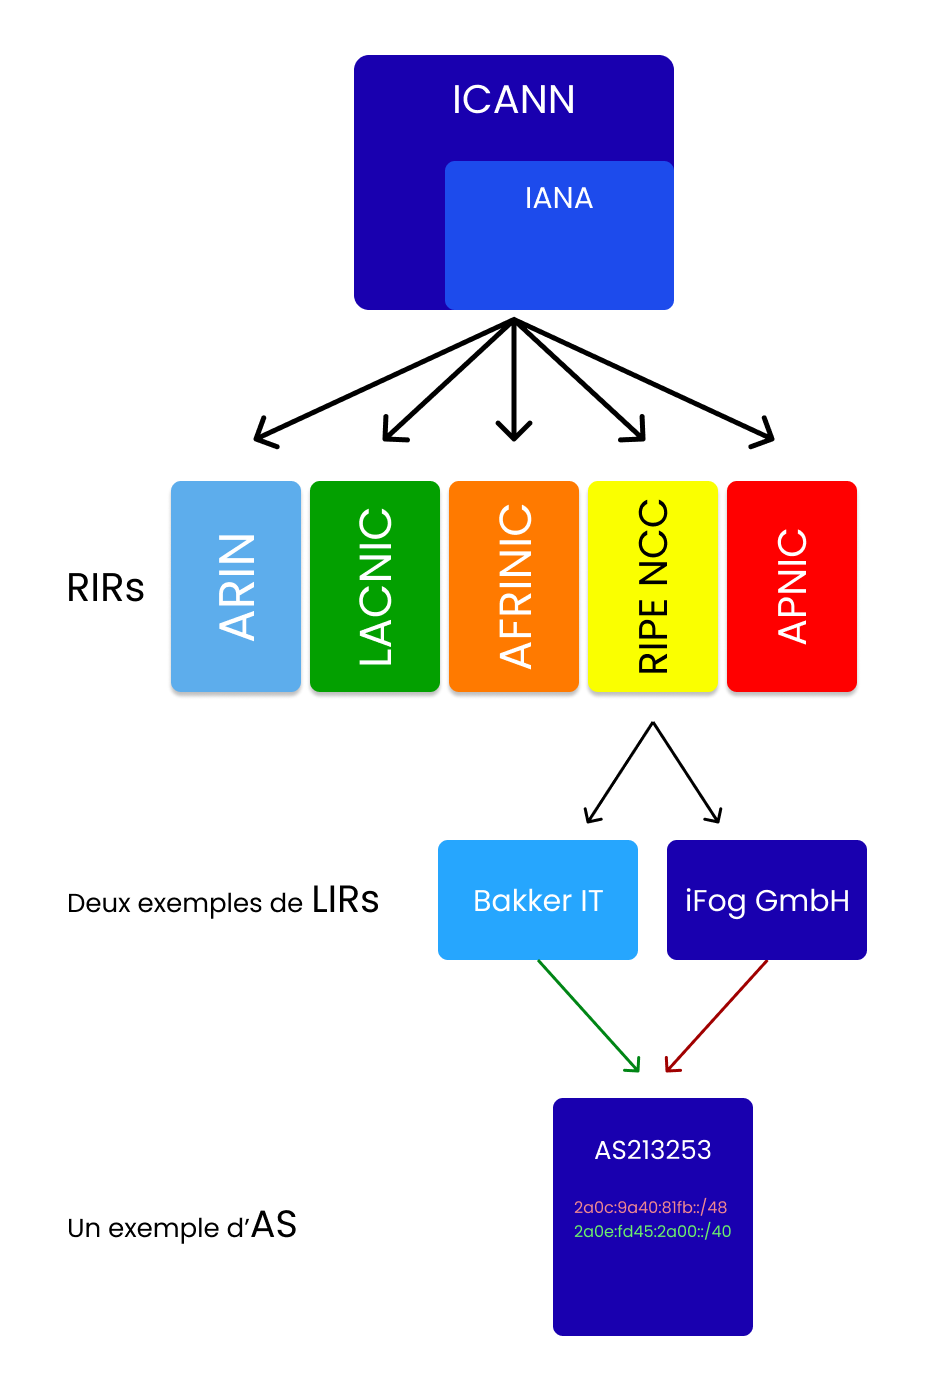 ICANN
IANA
RIRs
ARIN
LACNIC
AFRINIC
RIPE NCC
APNIC
Deux exemples de LIRs
Bakker IT
iFog GmbH
Un exemple d’AS
AS213253
2a0c:9a40:81fb::/48
2a0e:fd45:2a00::/40